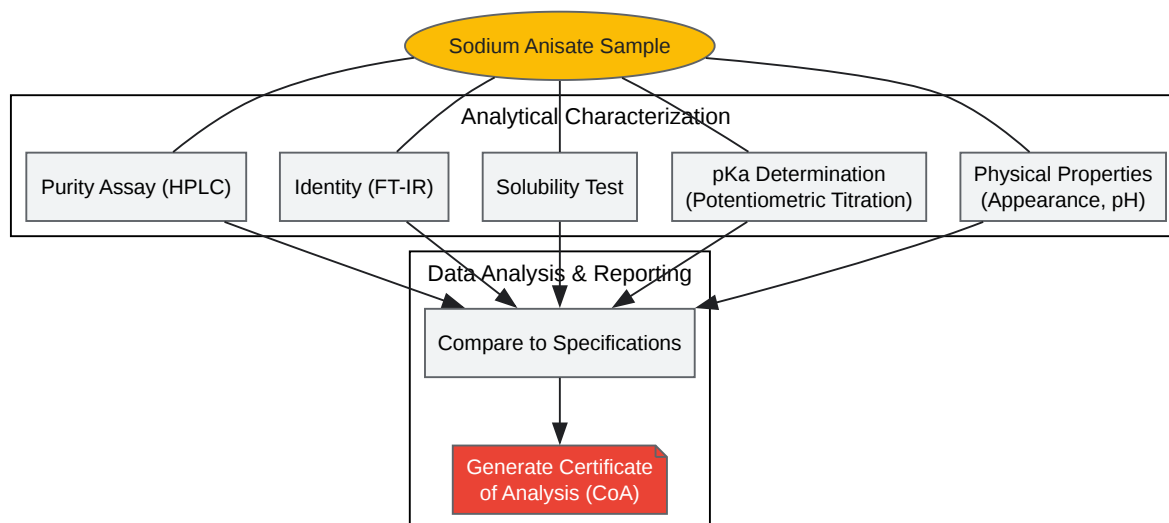 Sodium Anisate Sample
Analytical Characterization
Purity Assay (HPLC)
Identity (FT-IR)
Solubility Test
pKa Determination
(Potentiometric Titration)
Physical Properties
(Appearance, pH)
Data Analysis & Reporting
Compare to Specifications
Generate Certificate
of Analysis (CoA)